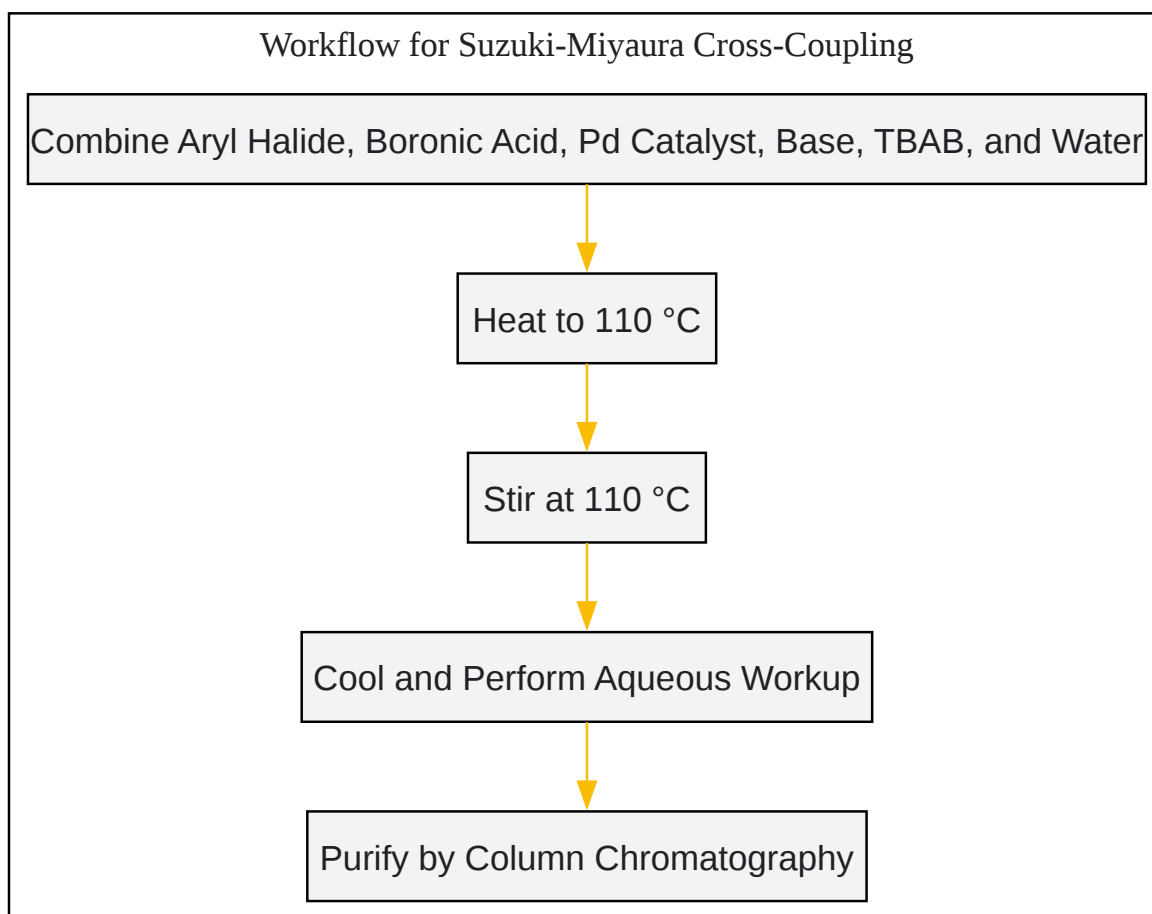 Workflow for Suzuki-Miyaura Cross-Coupling
Combine Aryl Halide, Boronic Acid, Pd Catalyst, Base, TBAB, and Water
Heat to 110 °C
Stir at 110 °C
Cool and Perform Aqueous Workup
Purify by Column Chromatography